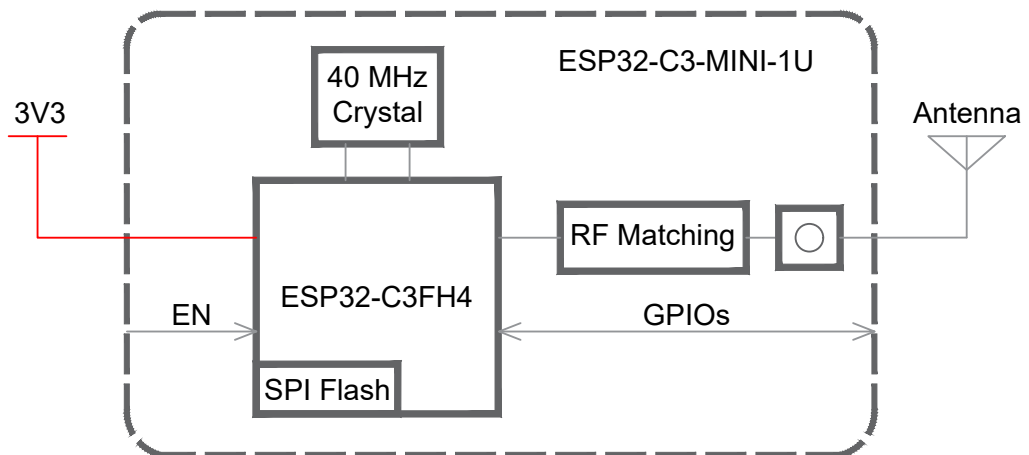 ESP32-C3-MINI-1U
40 MHz
Crystal
3V3
Antenna
RF Matching
ESP32-C3FH4
EN
GPIOs
SPI Flash